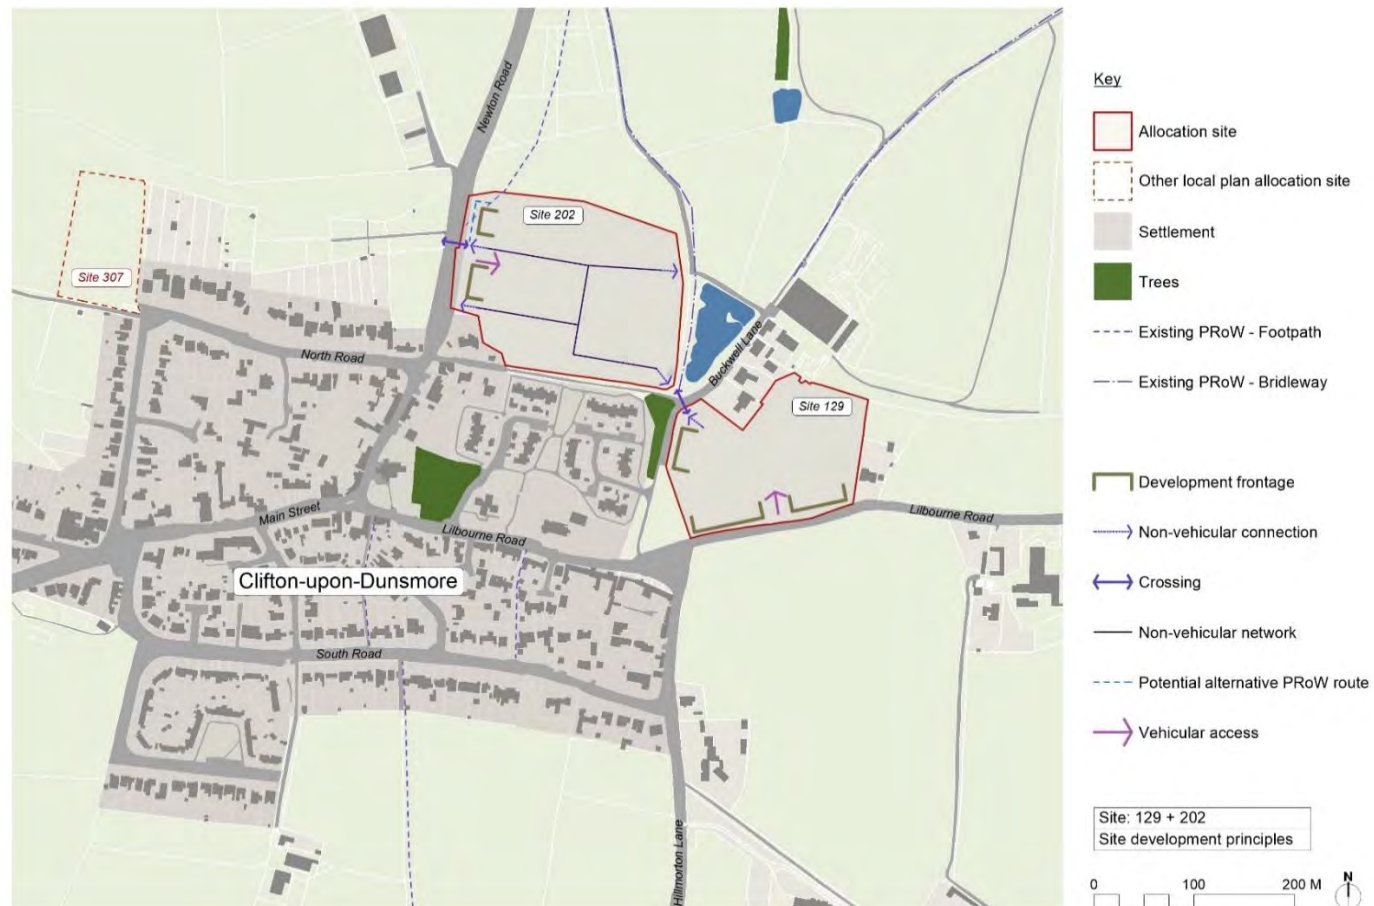 Newton Road
Site 202
Site 307
North Road
Buckwell Lane
Site 129
Main Street
Lilbourne Road
Lilbourne Road
Clifton-upon-Dunsmore
South Road
Hillmorton Lane
Key
Allocation site
Other local plan allocation site
Settlement
Trees
Existing PRoW - Footpath
Existing PRoW - Bridleway
Development frontage
Non-vehicular connection
Crossing
Non-vehicular network
Potential alternative PRoW route
Vehicular access
Site: 129 + 202
Site development principles
0 100 200 M
N